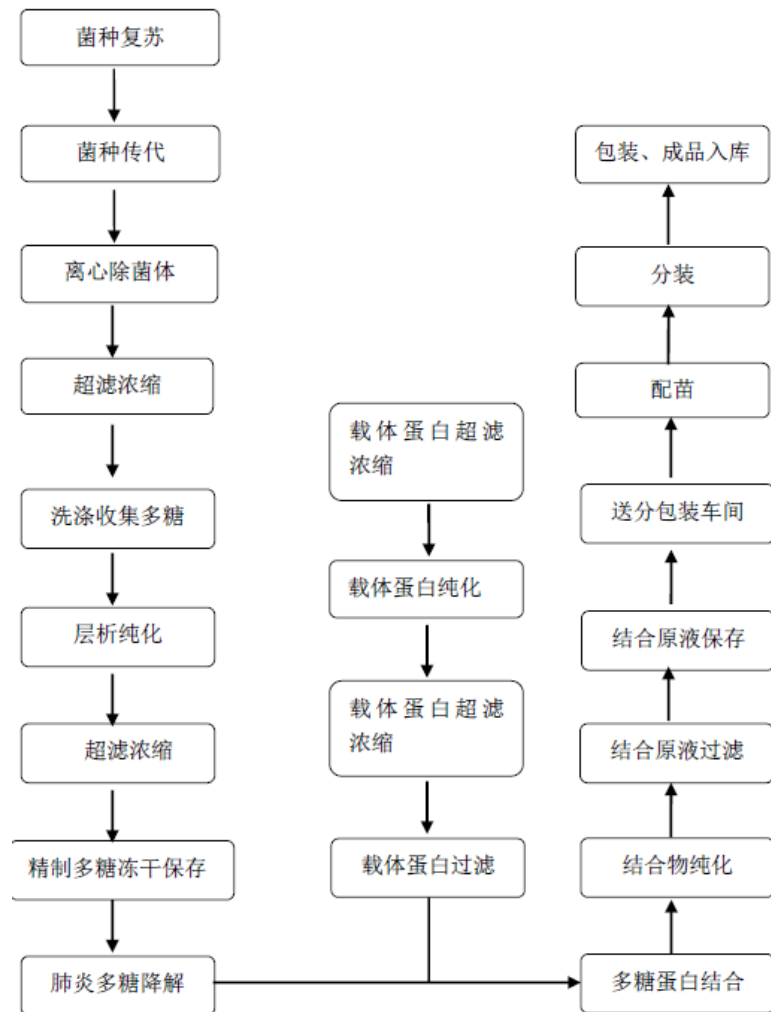 菌种复苏
菌种传代
离心除菌体
超滤浓缩
洗涤收集多糖
层析纯化
超滤浓缩
精制多糖冻干保存
肺炎多糖降解
载体蛋白超滤
浓缩
载体蛋白纯化
载体蛋白超滤
浓缩
载体蛋白过滤
包装、成品入库
分装
配苗
送分包装车间
结合原液保存
结合原液过滤
结合物纯化
多糖蛋白结合